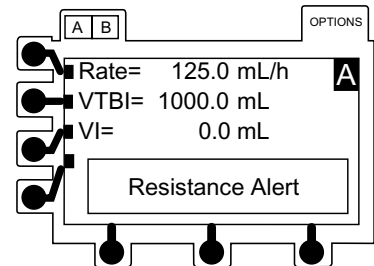 A B
OPTIONS
Rate= 125.0 mL/h
A
VTBI= 1000.0 mL
VI= 0.0 mL
Resistance Alert